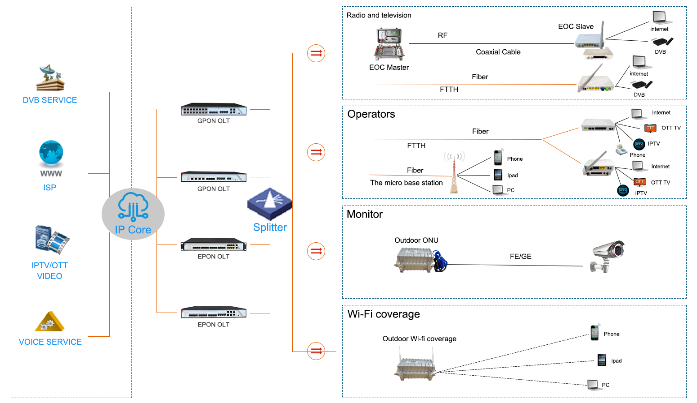 DVB SERVICE
WWW
ISP
IPTV/OTT
VIDEO
VOICE SERVICE
IP Core
GPON OLT
GPON OLT
EPON OLT
EPON OLT
Splitter
Radio and television
EOC Master
RF
Coaxial Cable
EOC Slave
internet
DVB
Fiber
FTTH
internet
DVB
Operators
Fiber
FTTH
Internet
OTT TV
IPTV
Phone
Fiber
The micro base station
Phone
Ipad
PC
Internet
OTT TV
IPTV
Monitor
Outdoor ONU
FE/GE
Wi-Fi coverage
Outdoor Wi-fi coverage
Phone
Ipad
PC